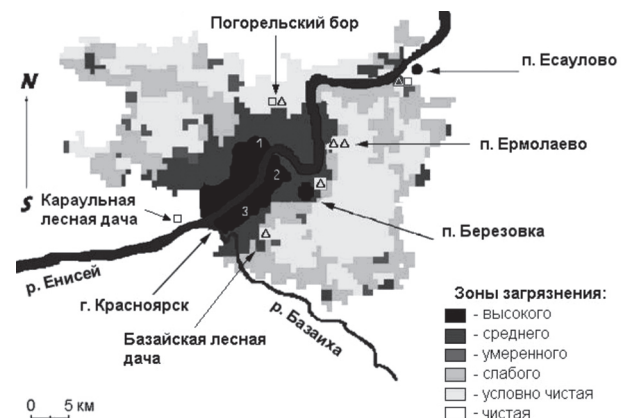 Погорельский бор
п. Есаулово
N
1
п. Ермолаево
2
S
Караульная
лесная дача
3
п. Березовка
р. Енисей
г. Красноярск
Зоны загрязнения:
- высокого
- среднего
- умеренного
- слабого
- условно чистая
- чистая
Базайская лесная
дача
р. Базаиха
0 5 км